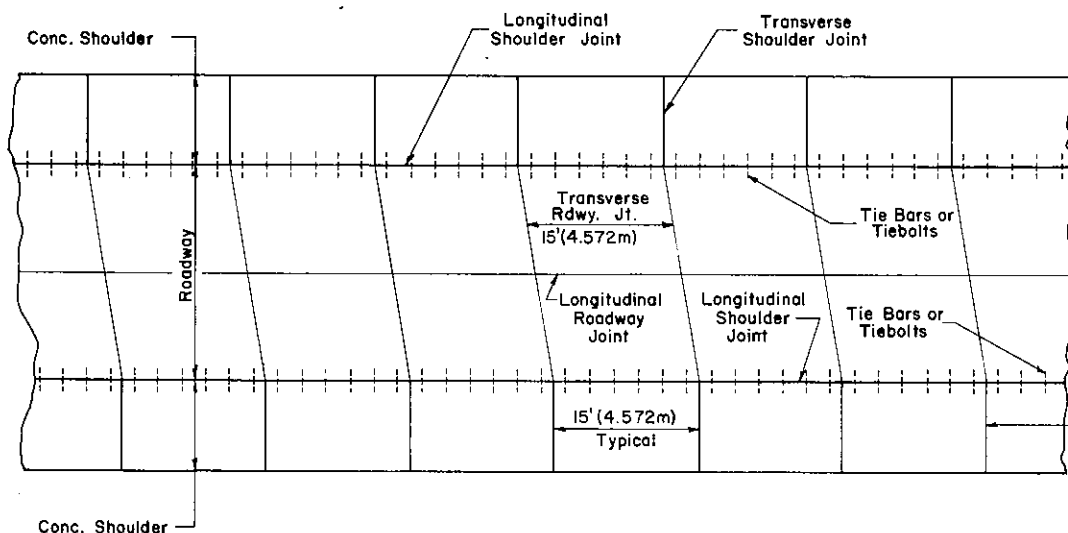 Conc. Shoulder
Longitudinal
Shoulder Joint
Transverse
Shoulder Joint
Transverse
Rdwy. Jt.
15'(4.572m)
Tie Bars or
Tiebolts
Roadway
Longitudinal
Roadway
Joint
Longitudinal
Shoulder
Joint
Tie Bars or
Tiebolts
15'(4.572m)
Typical
Conc. Shoulder